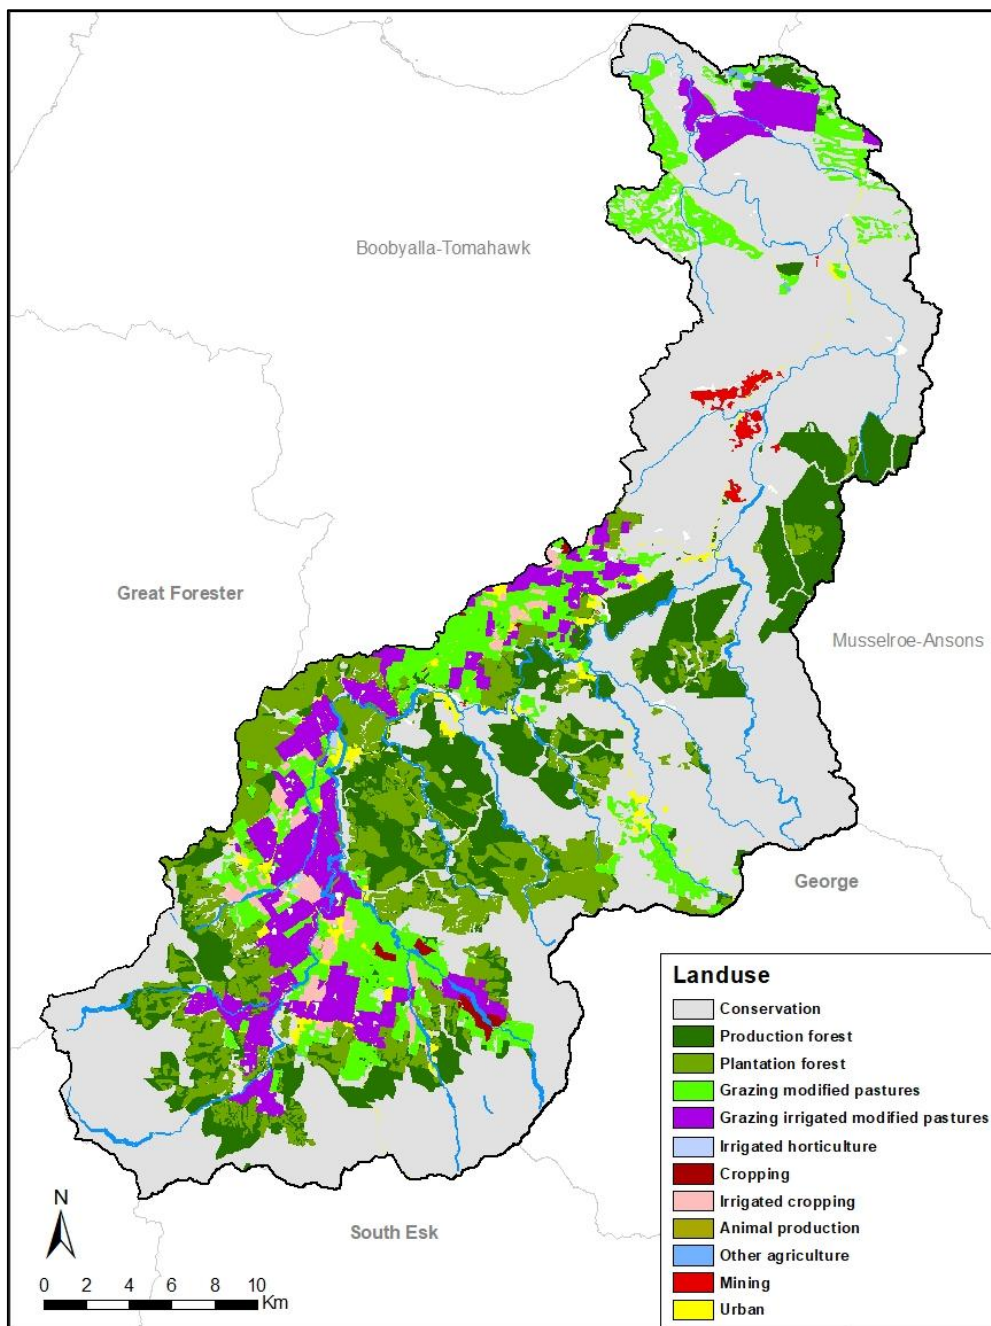 Boobyalla-Tomahawk
Great Forester
Musselroe-Ansons
George
South Esk
N
0 2 4 6 8 10
Km
Landuse
Conservation
Production forest
Plantation forest
Grazing modified pastures
Grazing irrigated modified pastures
Irrigated horticulture
Cropping
Irrigated cropping
Animal production
Other agriculture
Mining
Urban